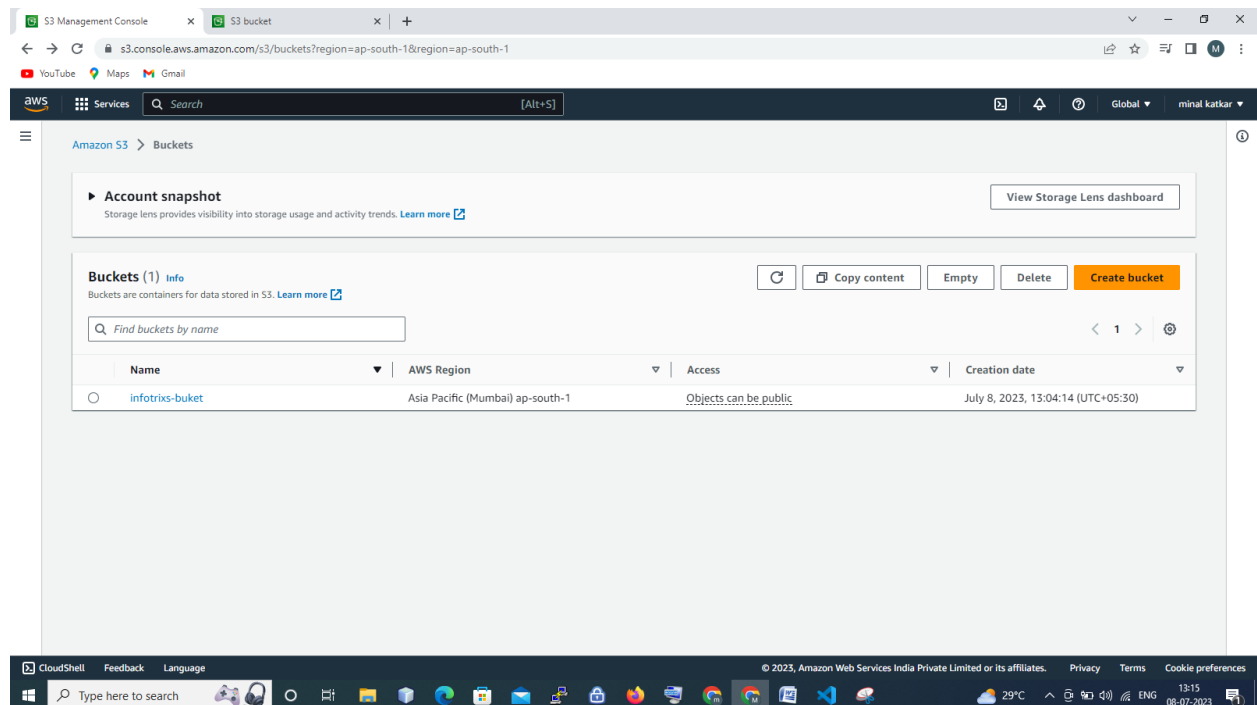 S3 Management Console
S3 bucket
s3.console.aws.amazon.com/s3/buckets?region=ap-south-1&region=ap-south-1
M
YouTube Maps Gmail
aws Services Search [Alt+S] Global minal katkar
Amazon S3 > Buckets
Account snapshot
Storage lens provides visibility into storage usage and activity trends. Learn more
View Storage Lens dashboard
Buckets (1) Info
Buckets are containers for data stored in S3. Learn more
Copy content Empty Delete Create bucket
Find buckets by name
< 1 >
Name AWS Region Access Creation date
infotrixs-buket Asia Pacific (Mumbai) ap-south-1 Objects can be public July 8, 2023, 13:04:14 (UTC+05:30)
CloudShell Feedback Language © 2023, Amazon Web Services India Private Limited or its affiliates. Privacy Terms Cookie preferences
Type here to search 29°C ENG 13:15
08-07-2023